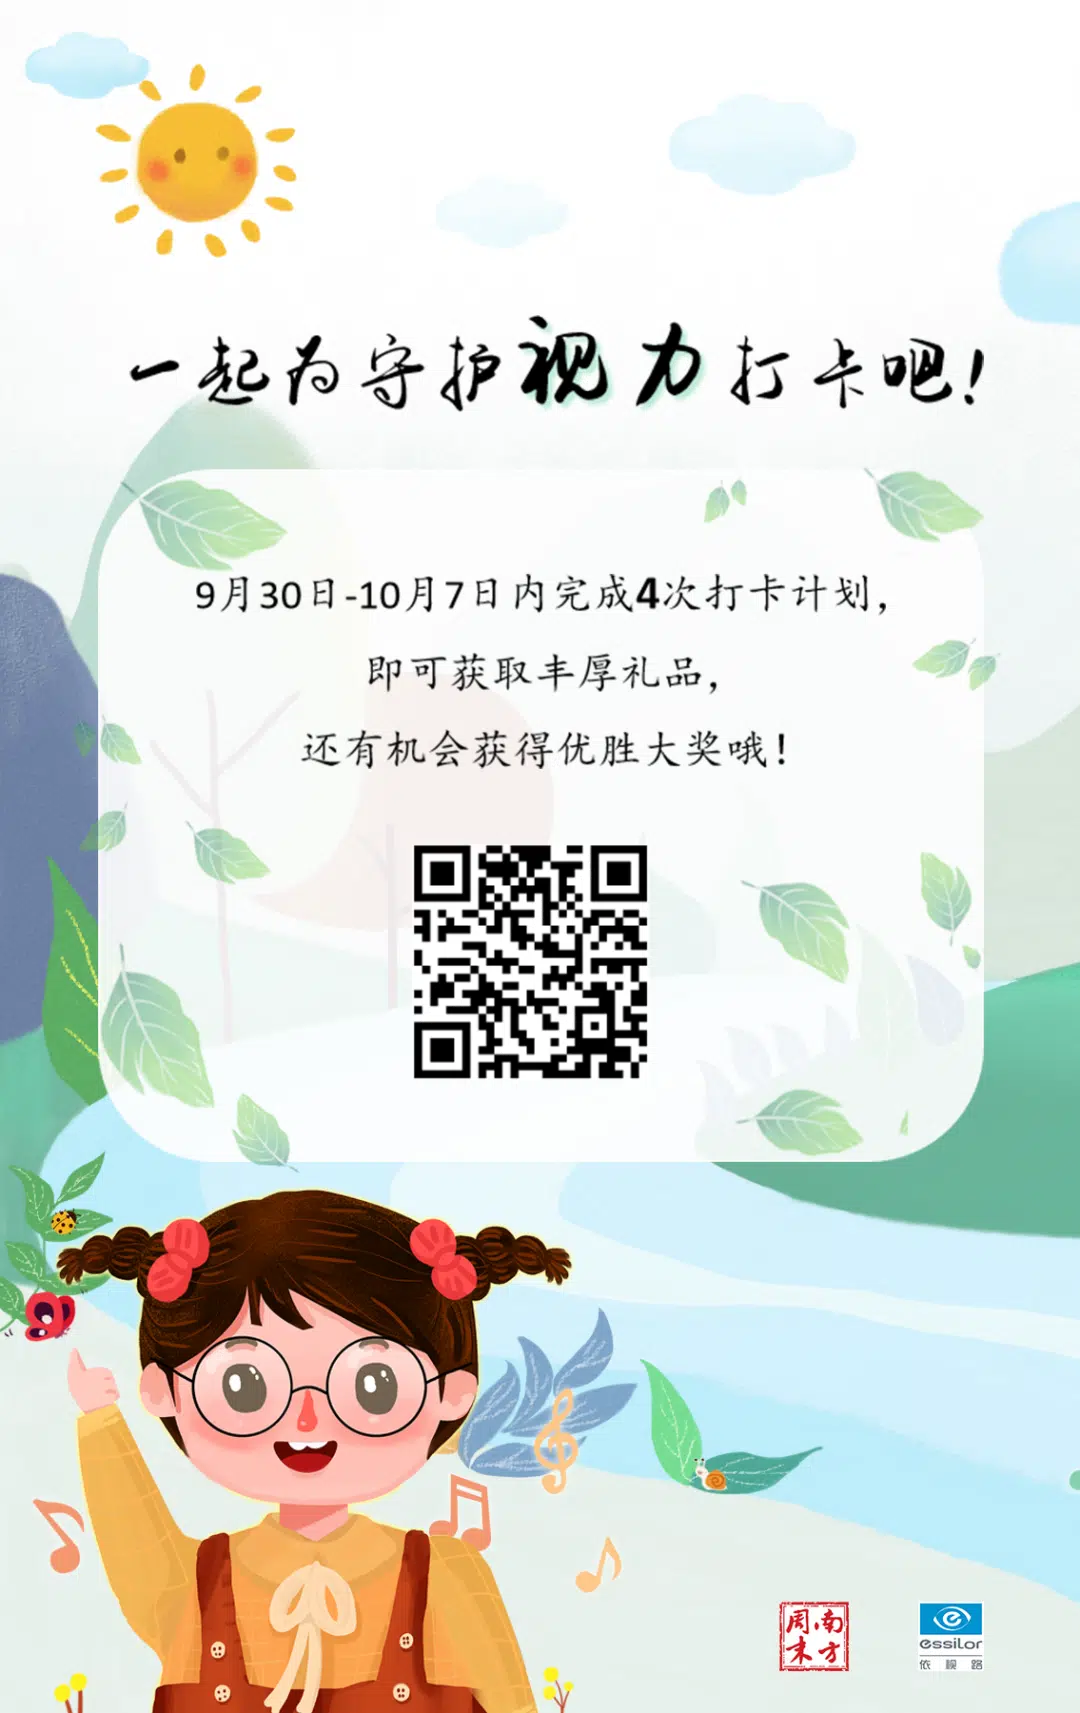 一起为守护视力打卡吧！
9月30日-10月7日内完成4次打卡计划，
即可获取丰厚礼品，
还有机会获得优胜大奖哦！
南方周末
essilor
依视路